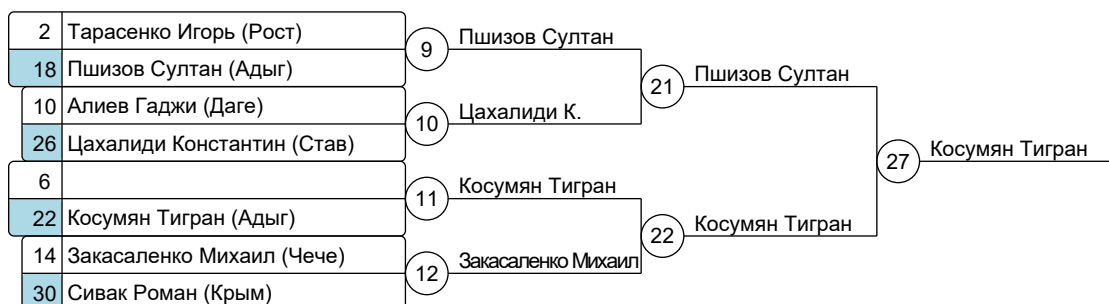 2 Тарасенко Игорь (Рост)
9 Пшизов Султан
18 Пшизов Султан (Адыг)
21 Пшизов Султан
10 Алиев Гаджи (Даге)
10 Цахалиди К.
26 Цахалиди Константин (Став)
27 Косумян Тигран
6
11 Косумян Тигран
22 Косумян Тигран (Адыг)
22 Косумян Тигран
14 Закасаленко Михаил (Чече)
12 Закасаленко Михаил
30 Сивак Роман (Крым)